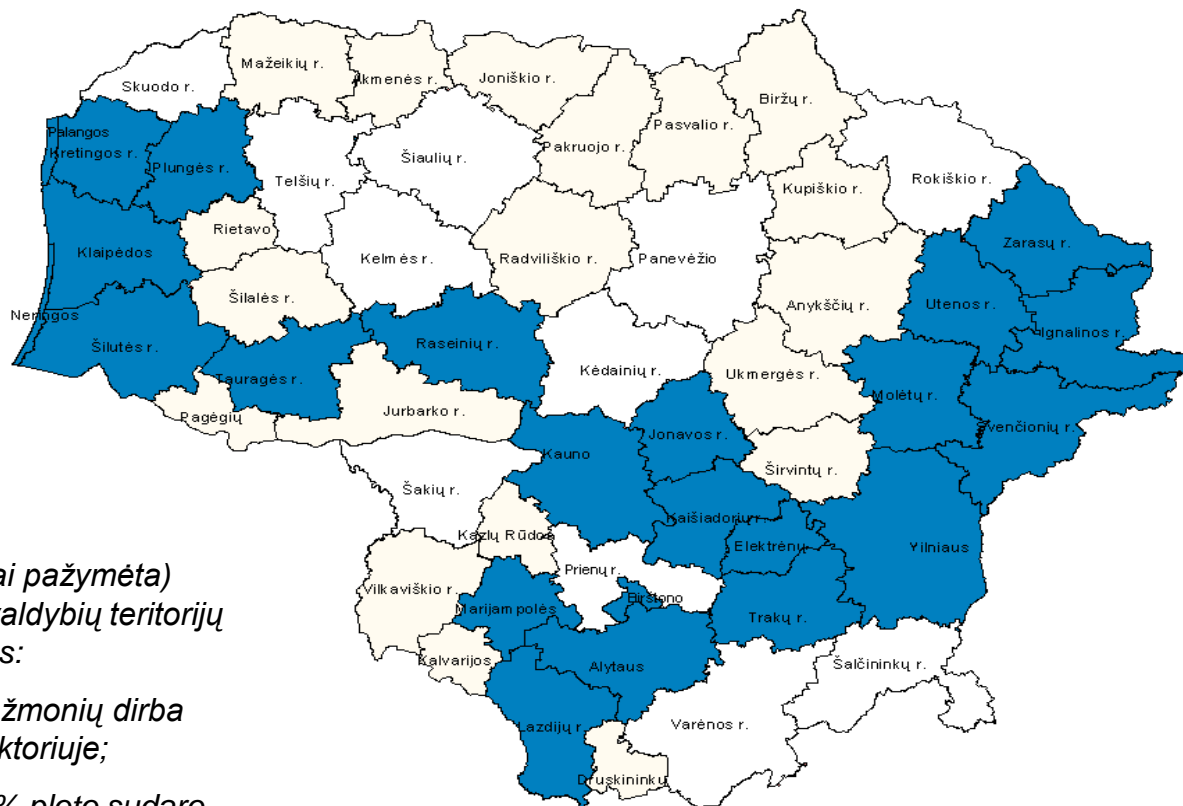 Skuodo r.
Mažeikių r.
Akmenės r.
Joniškio r.
Pakruojo r.
Pasvalio r.
Biržų r.
Palangos
Kretingos r.
Plungės r.
Telšių r.
Šiaulių r.
Kupiškio r.
Rokiškio r.
Rietavo
Klaipėdos
Kelmės r.
Radviliškio r.
Panevėžio
Zarasų r.
Šilalės r.
Anykščių r.
Utenos r.
Neringos
Šilutės r.
Raseinių r.
Ignalinos r.
Tauragės r.
Kėdainių r.
Ukmergės r.
Molėtų r.
Pagėgių
Jurbarko r.
Jonavos r.
Švenčionių r.
Kauno
Širvintų r.
Šakių r.
Kaišiadorių r.
Kazlų Rūdos
Elektrėnų
Vilniaus
Prienų r.
Vilkaviškio r.
Birštono
Marijampolės
Trakų r.
Kalvarijos
Alytaus
Šalčininkų r.
Lazdijų r.
Varėnos r.
Druskininkų
ai pažymėta)
aldybių teritorijų
s:
žmonių dirba
ktoriuje;
% ploto sudaro